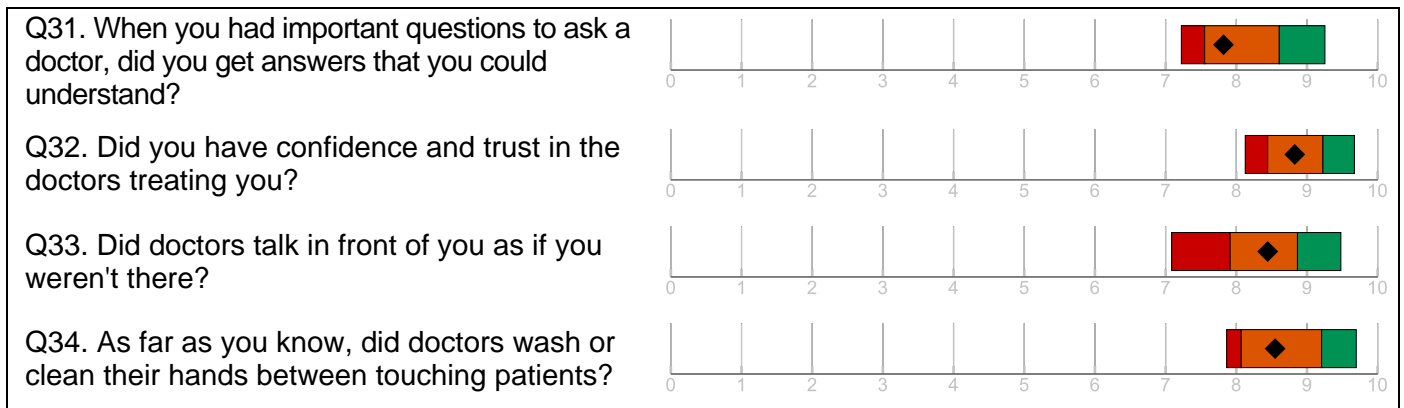 Q31. When you had important questions to ask a
doctor, did you get answers that you could
understand?
0 1 2 3 4 5 6 7 8 9 10
Q32. Did you have confidence and trust in the
doctors treating you?
0 1 2 3 4 5 6 7 8 9 10
Q33. Did doctors talk in front of you as if you
weren't there?
0 1 2 3 4 5 6 7 8 9 10
Q34. As far as you know, did doctors wash or
clean their hands between touching patients?
0 1 2 3 4 5 6 7 8 9 10